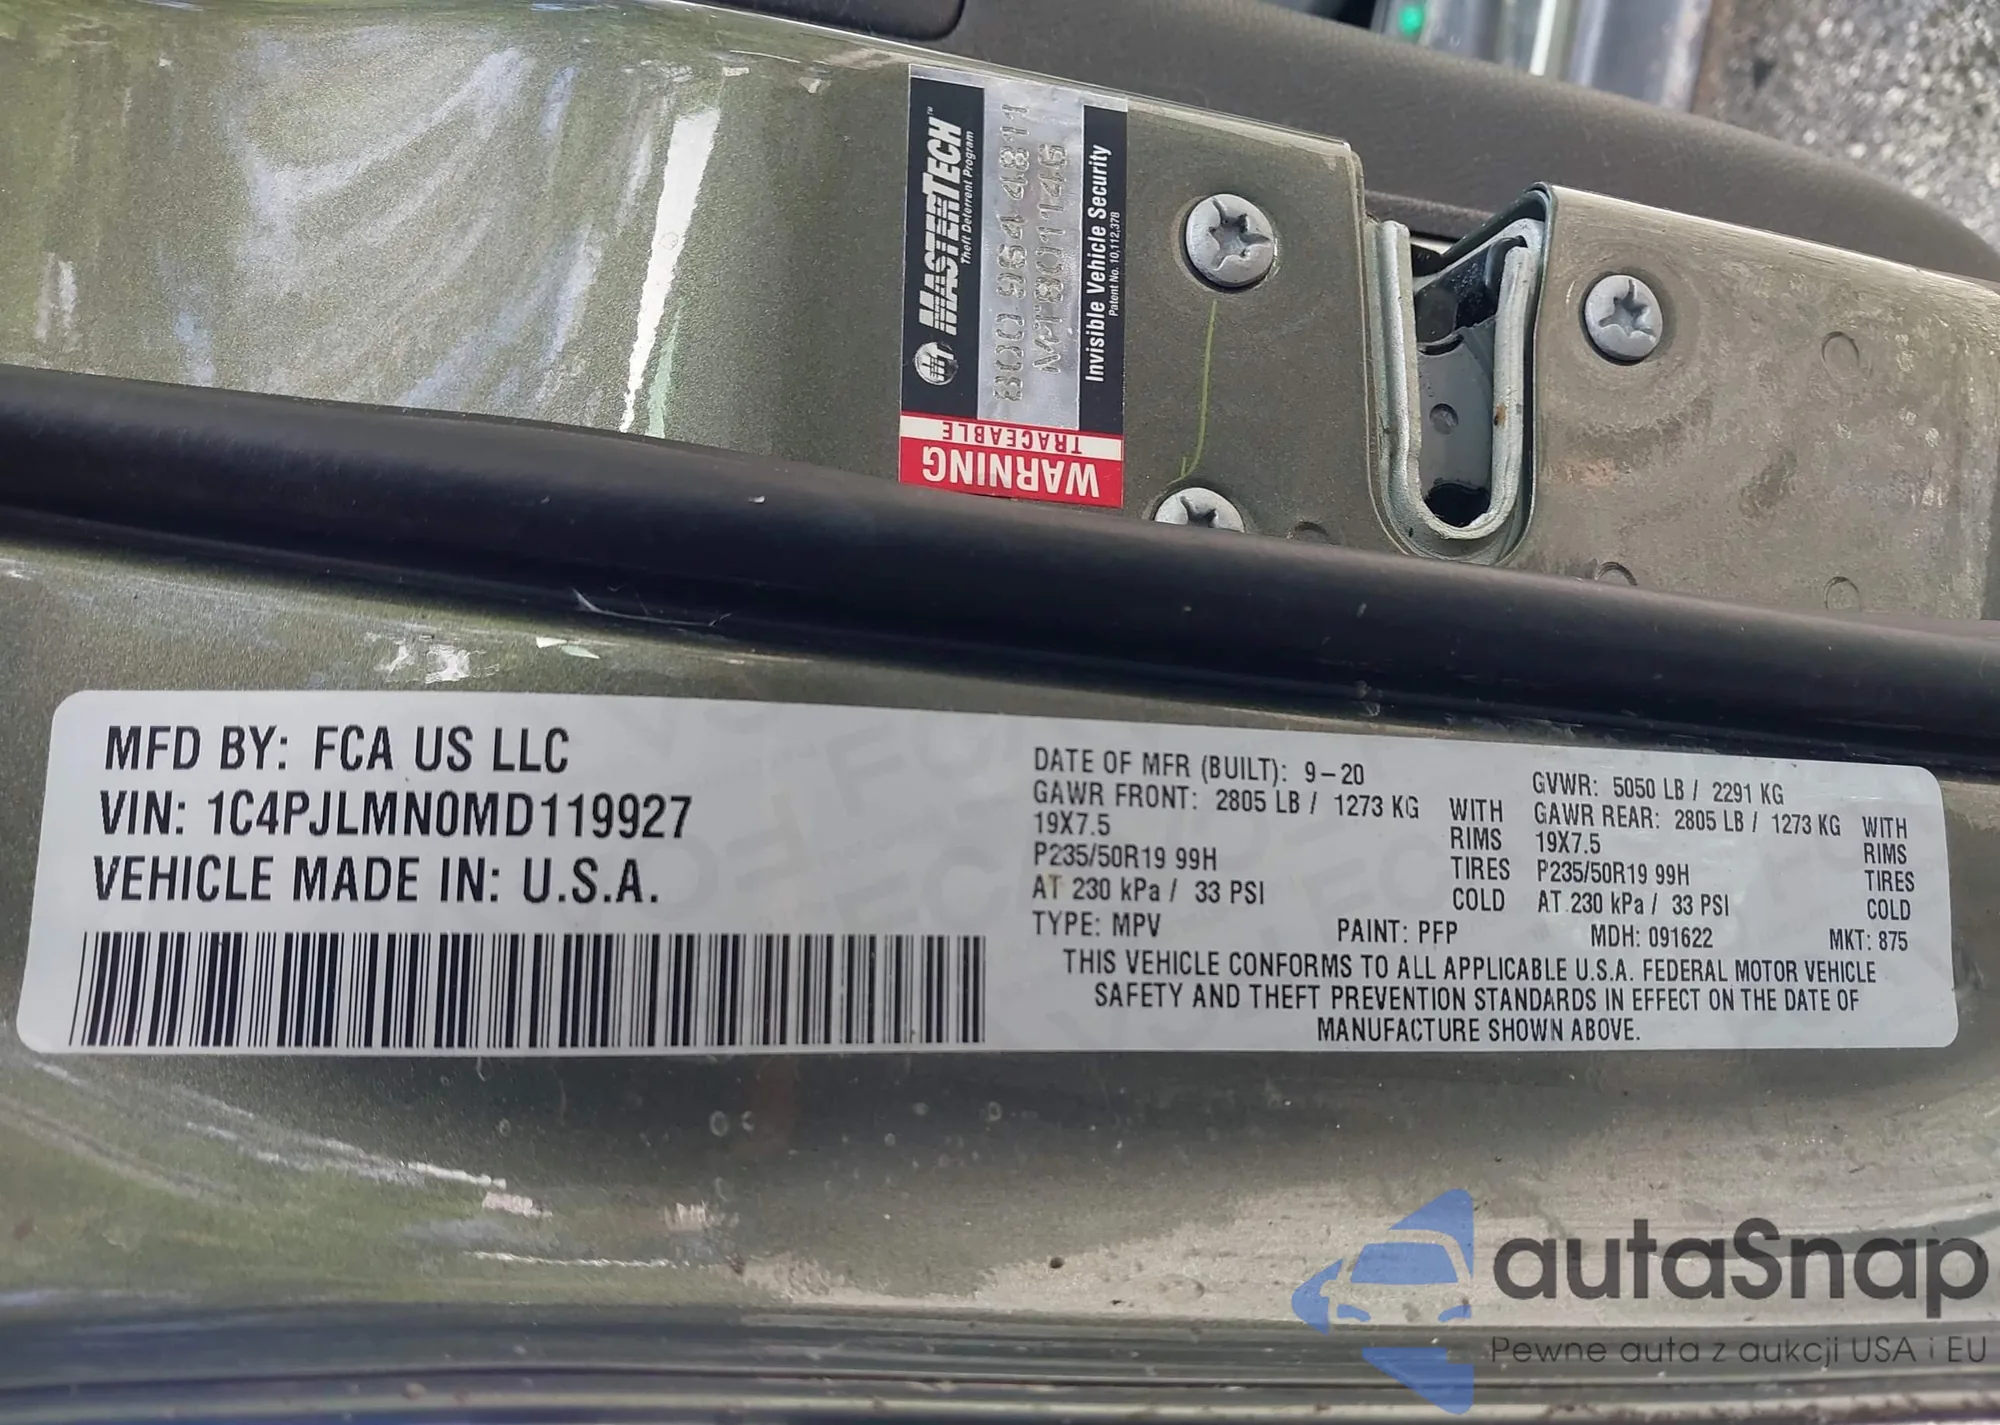 MASTERTECH™
Theft Deterrent Program
800 964 4811
MTB01146
Invisible Vehicle Security
Patent No. 10,112,378
WARNING
TRACEABLE
MFD BY: FCA US LLC
VIN: 1C4PJLMN0MD119927
VEHICLE MADE IN: U.S.A.
DATE OF MFR (BUILT): 9-20
GAWR FRONT: 2805 LB / 1273 KG WITH
19X7.5 RIMS
P235/50R19 99H TIRES
AT 230 kPa / 33 PSI COLD
GVWR: 5050 LB / 2291 KG
GAWR REAR: 2805 LB / 1273 KG WITH
19X7.5 RIMS
P235/50R19 99H TIRES
AT 230 kPa / 33 PSI COLD
TYPE: MPV PAINT: PFP MDH: 091622 MKT: 875
THIS VEHICLE CONFORMS TO ALL APPLICABLE U.S.A. FEDERAL MOTOR VEHICLE
SAFETY AND THEFT PREVENTION STANDARDS IN EFFECT ON THE DATE OF
MANUFACTURE SHOWN ABOVE.
autaSnap
Pewne auta z aukcji USA i EU